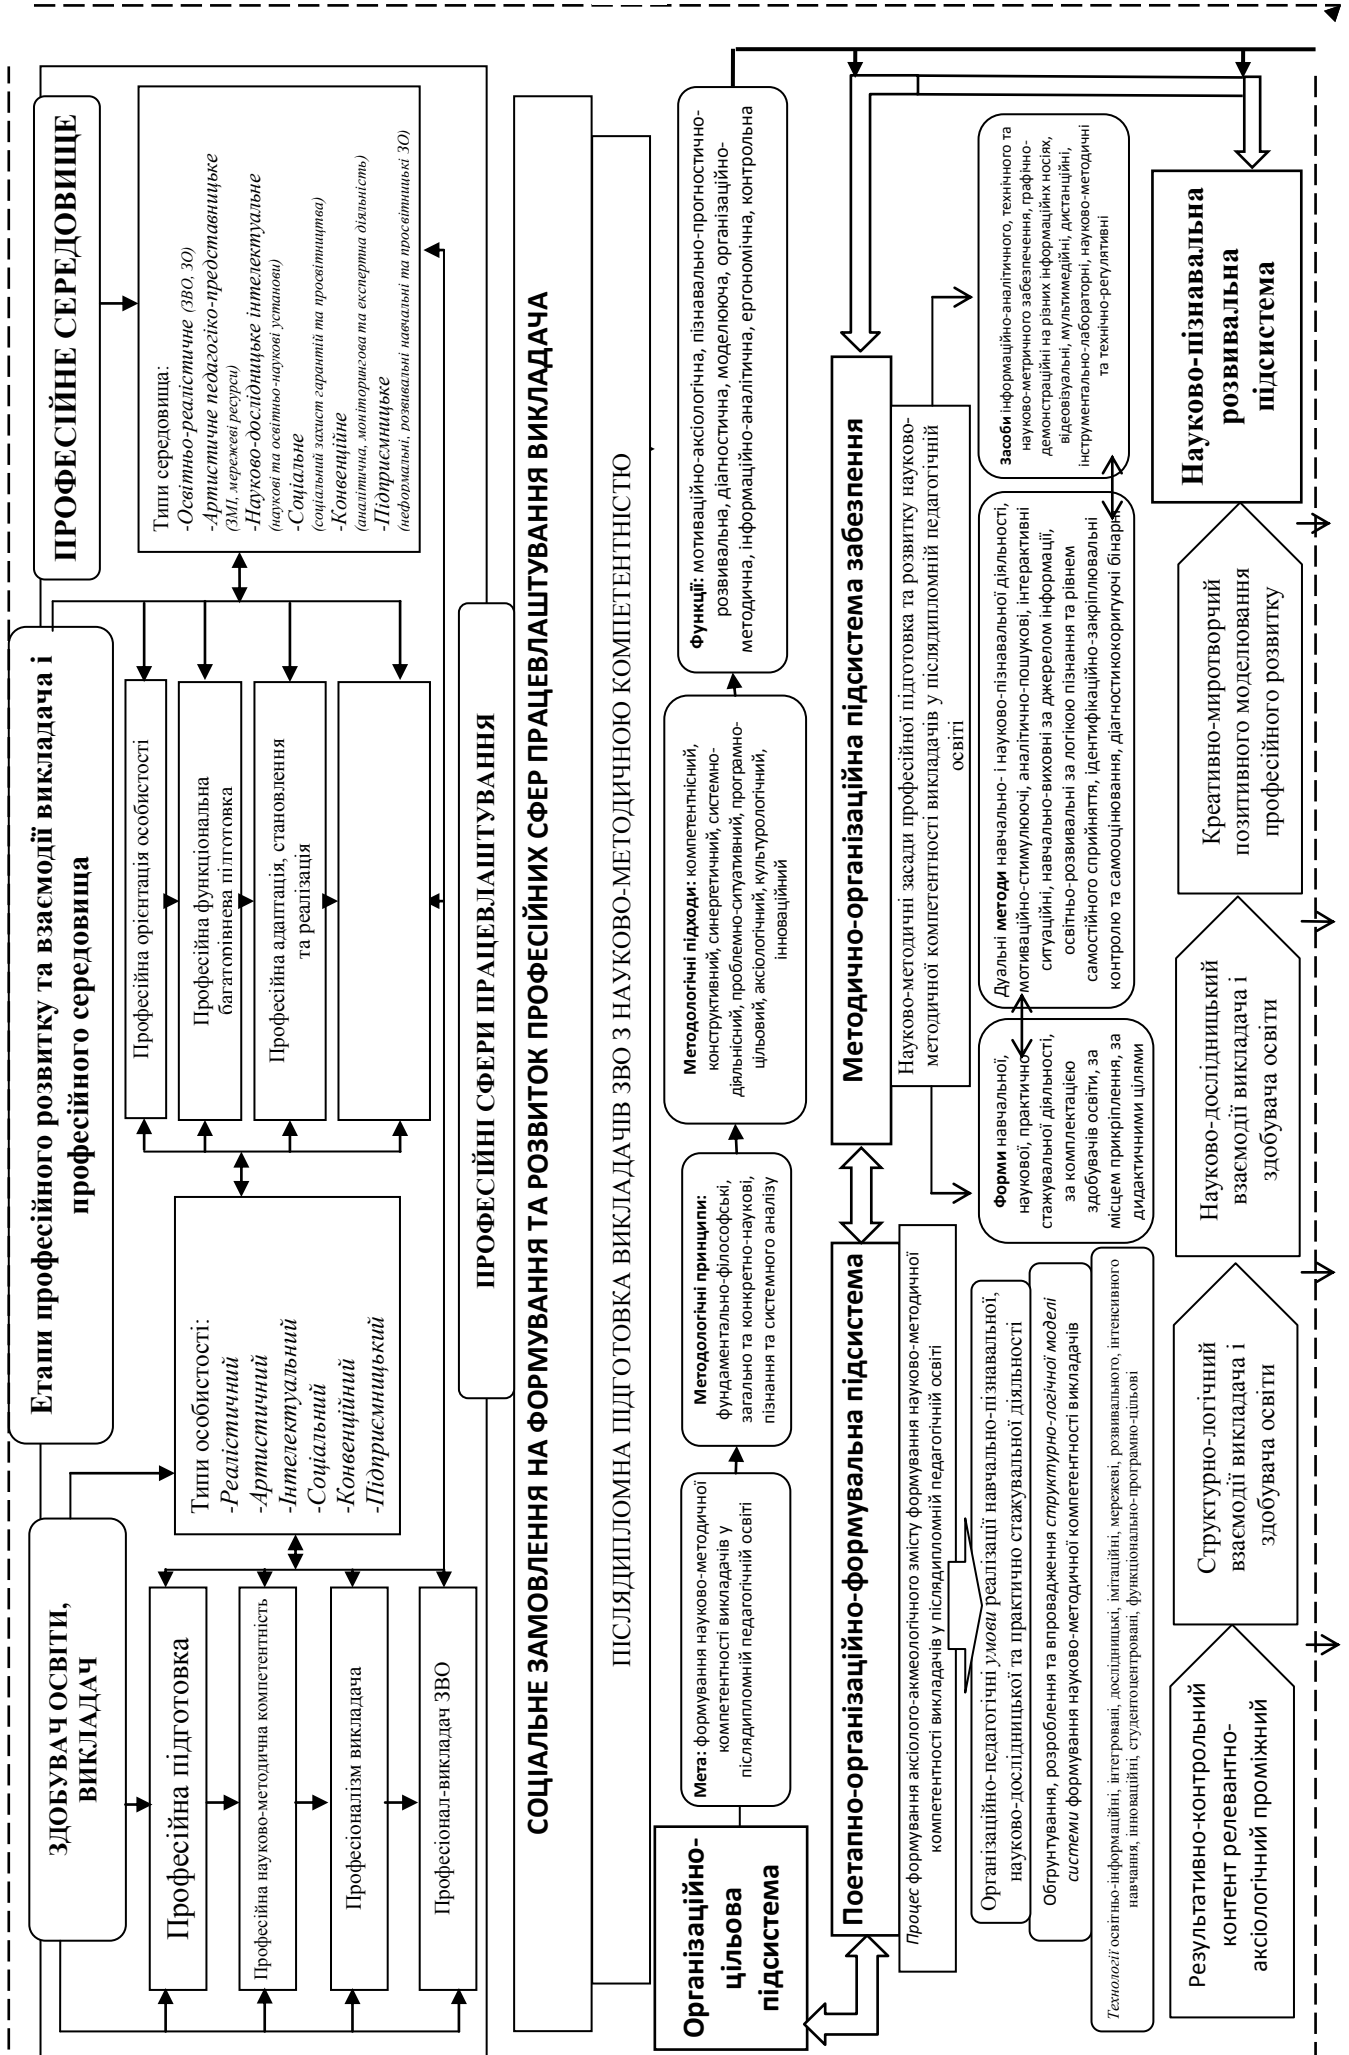 ЗДОБУВАЧ ОСВІТИ,
ВИКЛАДАЧ
Етапи професійного розвитку та взаємодії викладача і
професійного середовища
ПРОФЕСІЙНЕ СЕРЕДОВИЩЕ
Професійна підготовка
Професійна науково-методична компетентність
Професіоналізм викладача
Професіонал-викладач ЗВО
Типи особистості:
-Реалістичний
-Артистичний
-Інтелектуальний
-Соціальний
-Конвенційний
-Підприємницький
Професійна орієнтація особистості
Професійна функціональна
багаторівнева підготовка
Професійна адаптація, становлення
та реалізація
Типи середовища:
-Освітньо-реалістичне (ЗВО, ЗО)
-Артистичне педагогіко-представницьке
(ЗМІ, мережеві ресурси)
-Науково-дослідницьке інтелектуальне
(наукові та освітньо-наукові установи)
-Соціальне
(соціальний захист гарантій та просвітництва)
-Конвенційне
(аналітична, моніторингова та експертна діяльність)
-Підприємницьке
(неформальні, розвивальні навчальні та просвітницькі ЗО)
ПРОФЕСІЙНІ СФЕРИ ПРАЦЕВЛАШТУВАННЯ
СОЦІАЛЬНЕ ЗАМОВЛЕННЯ НА ФОРМУВАННЯ ТА РОЗВИТОК ПРОФЕСІЙНИХ СФЕР ПРАЦЕВЛАШТУВАННЯ ВИКЛАДАЧА
ПІСЛЯДИПЛОМНА ПІДГОТОВКА ВИКЛАДАЧІВ ЗВО З НАУКОВО-МЕТОДИЧНОЮ КОМПЕТЕНТНІСТЮ
Організаційно-
цільова
підсистема
Мета: формування науково-методичної
компетентності викладачів у
післядипломній педагогічній освіті
Методологічні принципи:
фундаментально-філософські,
загально та конкретно-наукові,
пізнання та системного аналізу
Методологічні підходи: компетентнісний,
конструктивний, синергетичний, системно-
діяльнісний, проблемно-ситуативний, програмно-
цільовий, аксіологічний, культурологічний,
інноваційний
Функції: мотиваційно-аксіологічна, пізнавально-прогностично-
розвивальна, діагностична, моделююча, організаційно-
методична, інформаційно-аналітична, ергономічна, контрольна
Поетапно-організаційно-формувальна підсистема
Процес формування аксіолого-акмеологічного змісту формування науково-методичної
компетентності викладачів у післядипломній педагогічній освіті
Організаційно-педагогічні умови реалізації навчально-пізнавальної,
науково-дослідницької та практично стажувальної діяльності
Обґрунтування, розроблення та впровадження структурно-логічної моделі
системи формування науково-методичної компетентності викладачів
Технології освітньо-інформаційні, інтегровані, дослідницькі, імітаційні, мережеві, розвивального, інтенсивного
навчання, інноваційні, студентоцентровані, функціонально-програмно-цільові
Методично-організаційна підсистема забезпечення
Науково-методичні засади професійної підготовка та розвитку науково-
методичної компетентності викладачів у післядипломній педагогічній
освіті
Форми навчальної,
наукової, практично
стажувальної діяльності,
за комплектацією
здобувачів освіти, за
місцем прикріплення, за
дидактичними цілями
Дуальні методи навчально- і науково-пізнавальної діяльності,
мотиваційно-стимулюючі, аналітично-пошукові, інтерактивні
ситуаційні, навчально-виховні за джерелом інформації,
освітньо-розвивальні за логікою пізнання та рівнем
самостійного сприйняття, ідентифікаційно-закріплювальні
контролю та самооцінювання, діагностикокоригуючі бінарні
Засоби інформаційно-аналітичного, технічного та
науково-метричного забезпечення, графічно-
демонстраційні на різних інформаційнх носіях,
відеовізуальні, мультимедійні, дистанційні,
інструментально-лабораторні, науково-методичні
та технічно-регулятивні
Результативно-контрольний
контент релевантно-
аксіологічний проміжний
Структурно-логічний
взаємодії викладача і
здобувача освіти
Науково-дослідницький
взаємодії викладача і
здобувача освіти
Креативно-миротворчий
позитивного моделювання
професійного розвитку
Науково-пізнавальна
розвивальна
підсистема